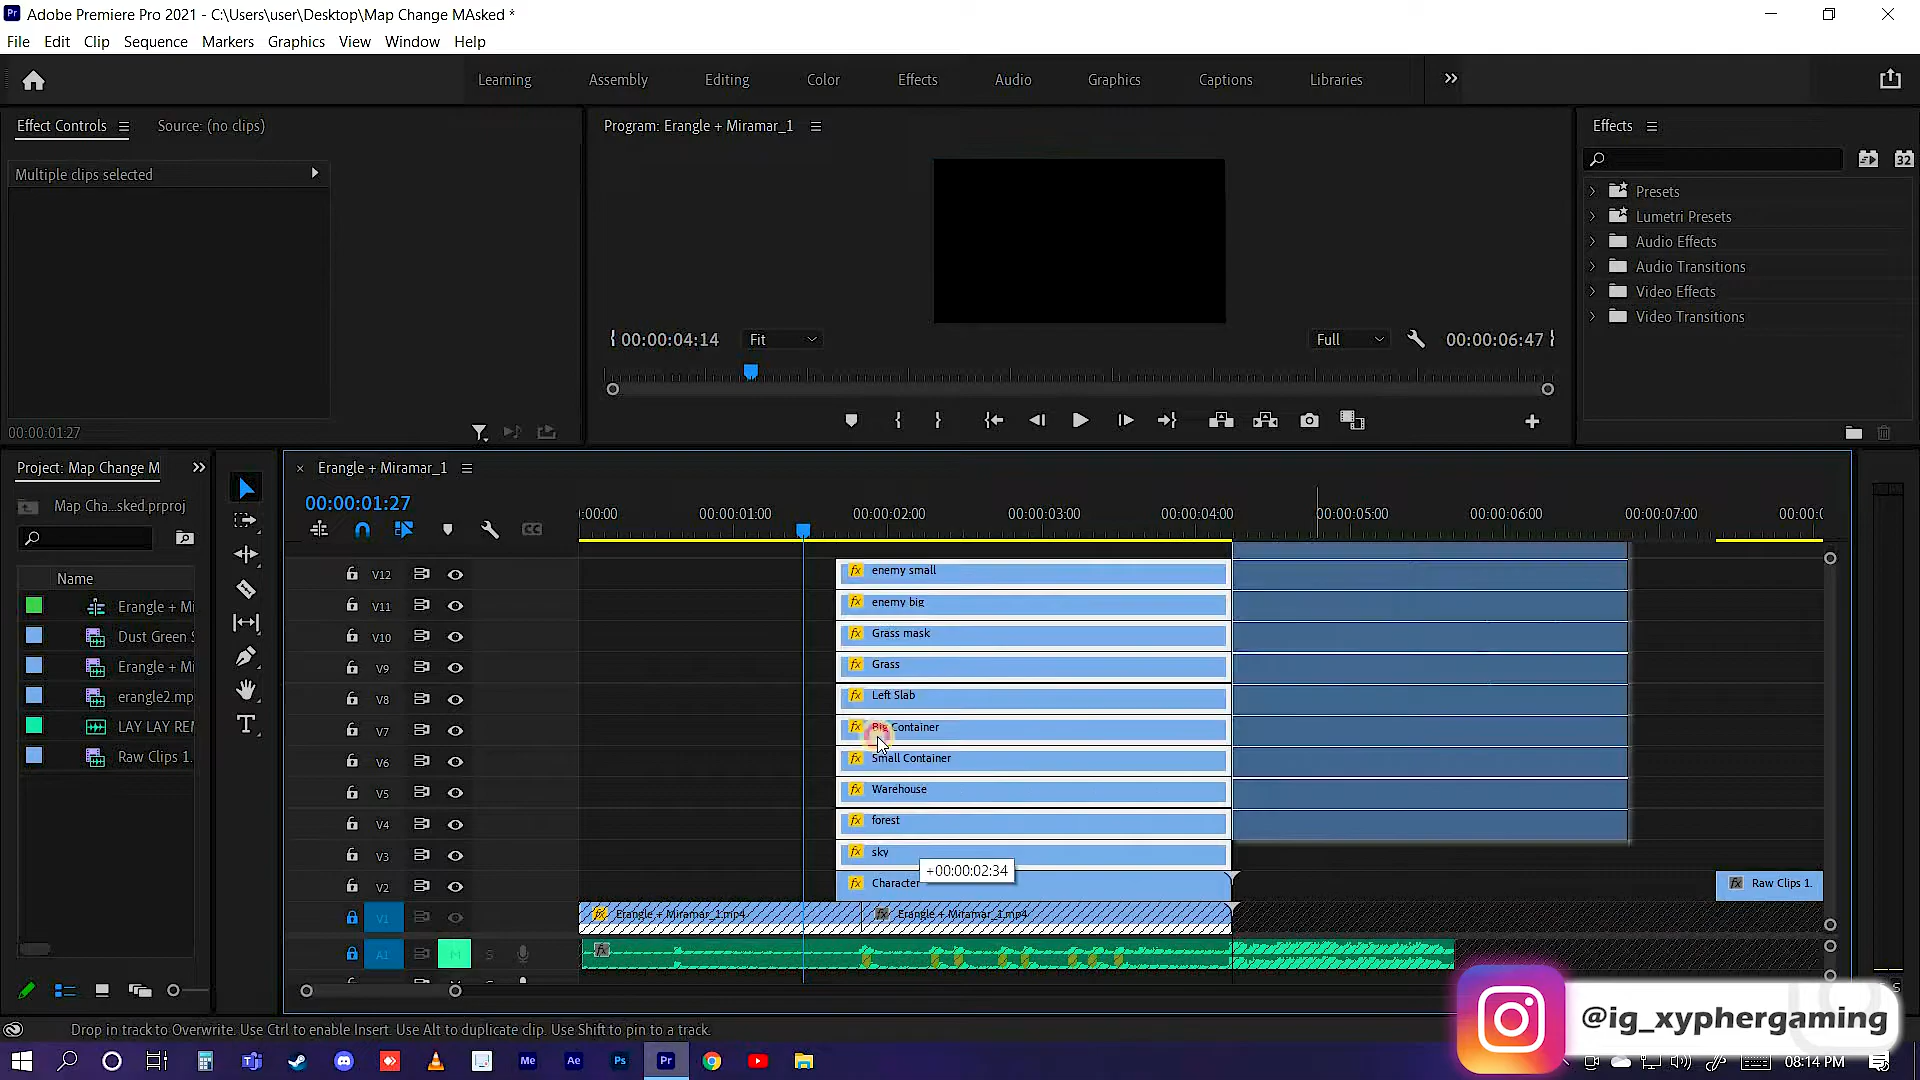 Adobe Premiere Pro 2021 - C:\Users\user\Desktop\Map Change MAsked *
File Edit Clip Sequence Markers Graphics View Window Help
Learning Assembly Editing Color Effects Audio Graphics Captions Libraries
Effect Controls Source: (no clips) Program: Erangle + Miramar_1 Effects
Multiple clips selected
Presets
Lumetri Presets
Audio Effects
Audio Transitions
Video Effects
Video Transitions
00:00:04:14 Fit Full 00:00:06:47
00:00:01:27
Project: Map Change M Erangle + Miramar_1
Map Cha...sked.prproj 00:00:01:27
:00:00 00:00:01:00 00:00:02:00 00:00:03:00 00:00:04:00 00:00:05:00 00:00:06:00 00:00:07:00 00:00:0
Name
Erangle + Mi
Dust Green S
Erangle + Mi
erangle2.mp
LAY LAY REM
Raw Clips 1.
V12 enemy small
V11 enemy big
V10 Grass mask
V9 Grass
V8 Left Slab
V7 Big Container
V6 Small Container
V5 Warehouse
V4 forest
V3 sky
+00:00:02:34
V2 Character Raw Clips 1.
V1 Erangle + Miramar_1.mp4 Erangle + Miramar_1.mp4
A1 M S
S
@ig_xyphergaming
Drop in track to Overwrite. Use Ctrl to enable Insert. Use Alt to duplicate clip. Use Shift to pin to a track.
Me Ae Ps Pr 08:14 PM